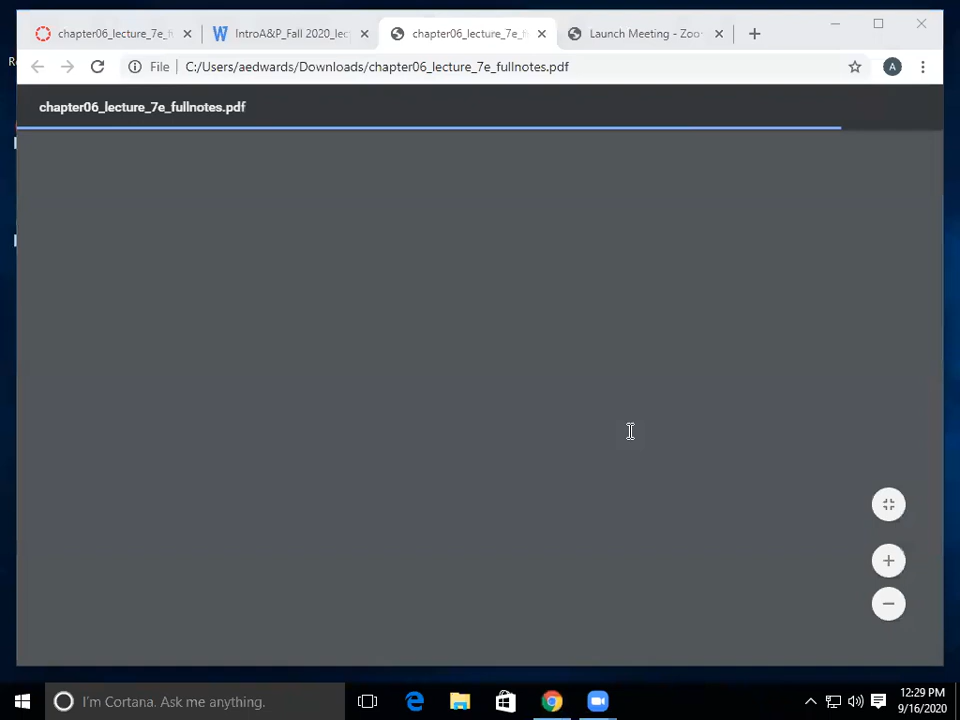 chapter06_lecture_7e_f
IntroA&P_Fall 2020_lec
chapter06_lecture_7e_f
Launch Meeting - Zoo
File
C:/Users/aedwards/Downloads/chapter06_lecture_7e_fullnotes.pdf
A
chapter06_lecture_7e_fullnotes.pdf
I'm Cortana. Ask me anything.
12:29 PM
9/16/2020